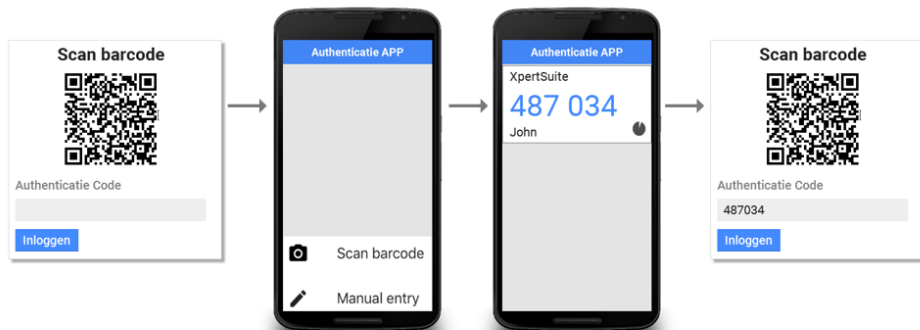 Scan barcode
Authenticatie Code
Inloggen
Authenticatie APP
Scan barcode
Manual entry
Authenticatie APP
XpertSuite
487 034
John
Scan barcode
Authenticatie Code
487034
Inloggen